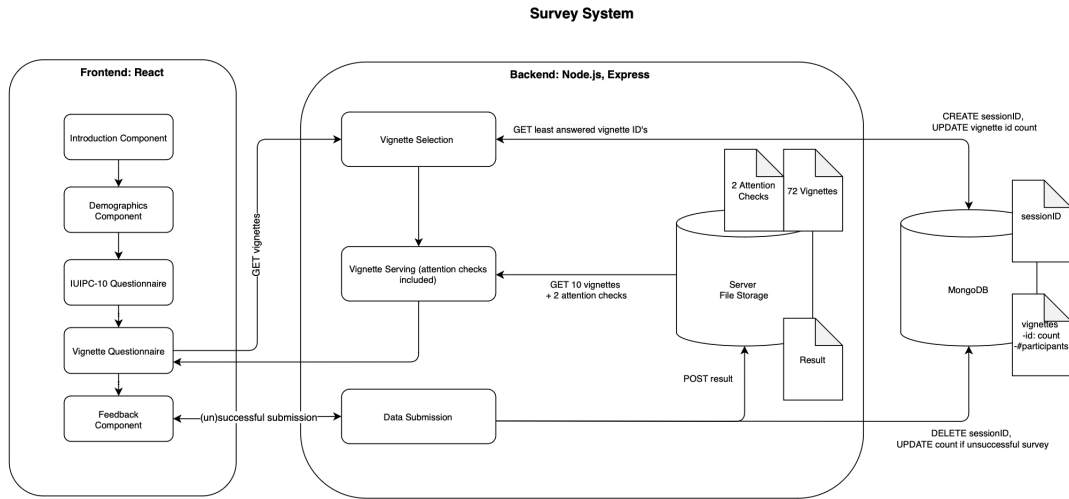 Survey System
Frontend: React
Backend: Node.js, Express
Introduction Component
Demographics
Component
IUIPC-10 Questionnaire
Vignette Questionnaire
Feedback
Component
GET vignettes
(un)successful submission
Vignette Selection
Vignette Serving (attention checks
included)
Data Submission
GET least answered vignette ID's
GET 10 vignettes
+ 2 attention checks
POST result
2 Attention
Checks
72 Vignettes
Server
File Storage
Result
CREATE sessionID,
UPDATE vignette id count
sessionID
MongoDB
vignettes
-id: count
-#participants
DELETE sessionID,
UPDATE count if unsuccessful survey